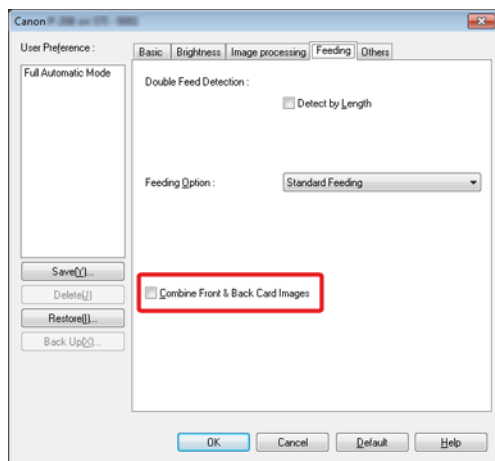 Canon
User Preference :
Full Automatic Mode
Save(Y)...
Delete(J)
Restore(I)...
Back Up(X)...
Basic Brightness Image processing Feeding Others
Double Feed Detection :
Detect by Length
Feeding Option : Standard Feeding
Combine Front & Back Card Images
OK Cancel Default Help